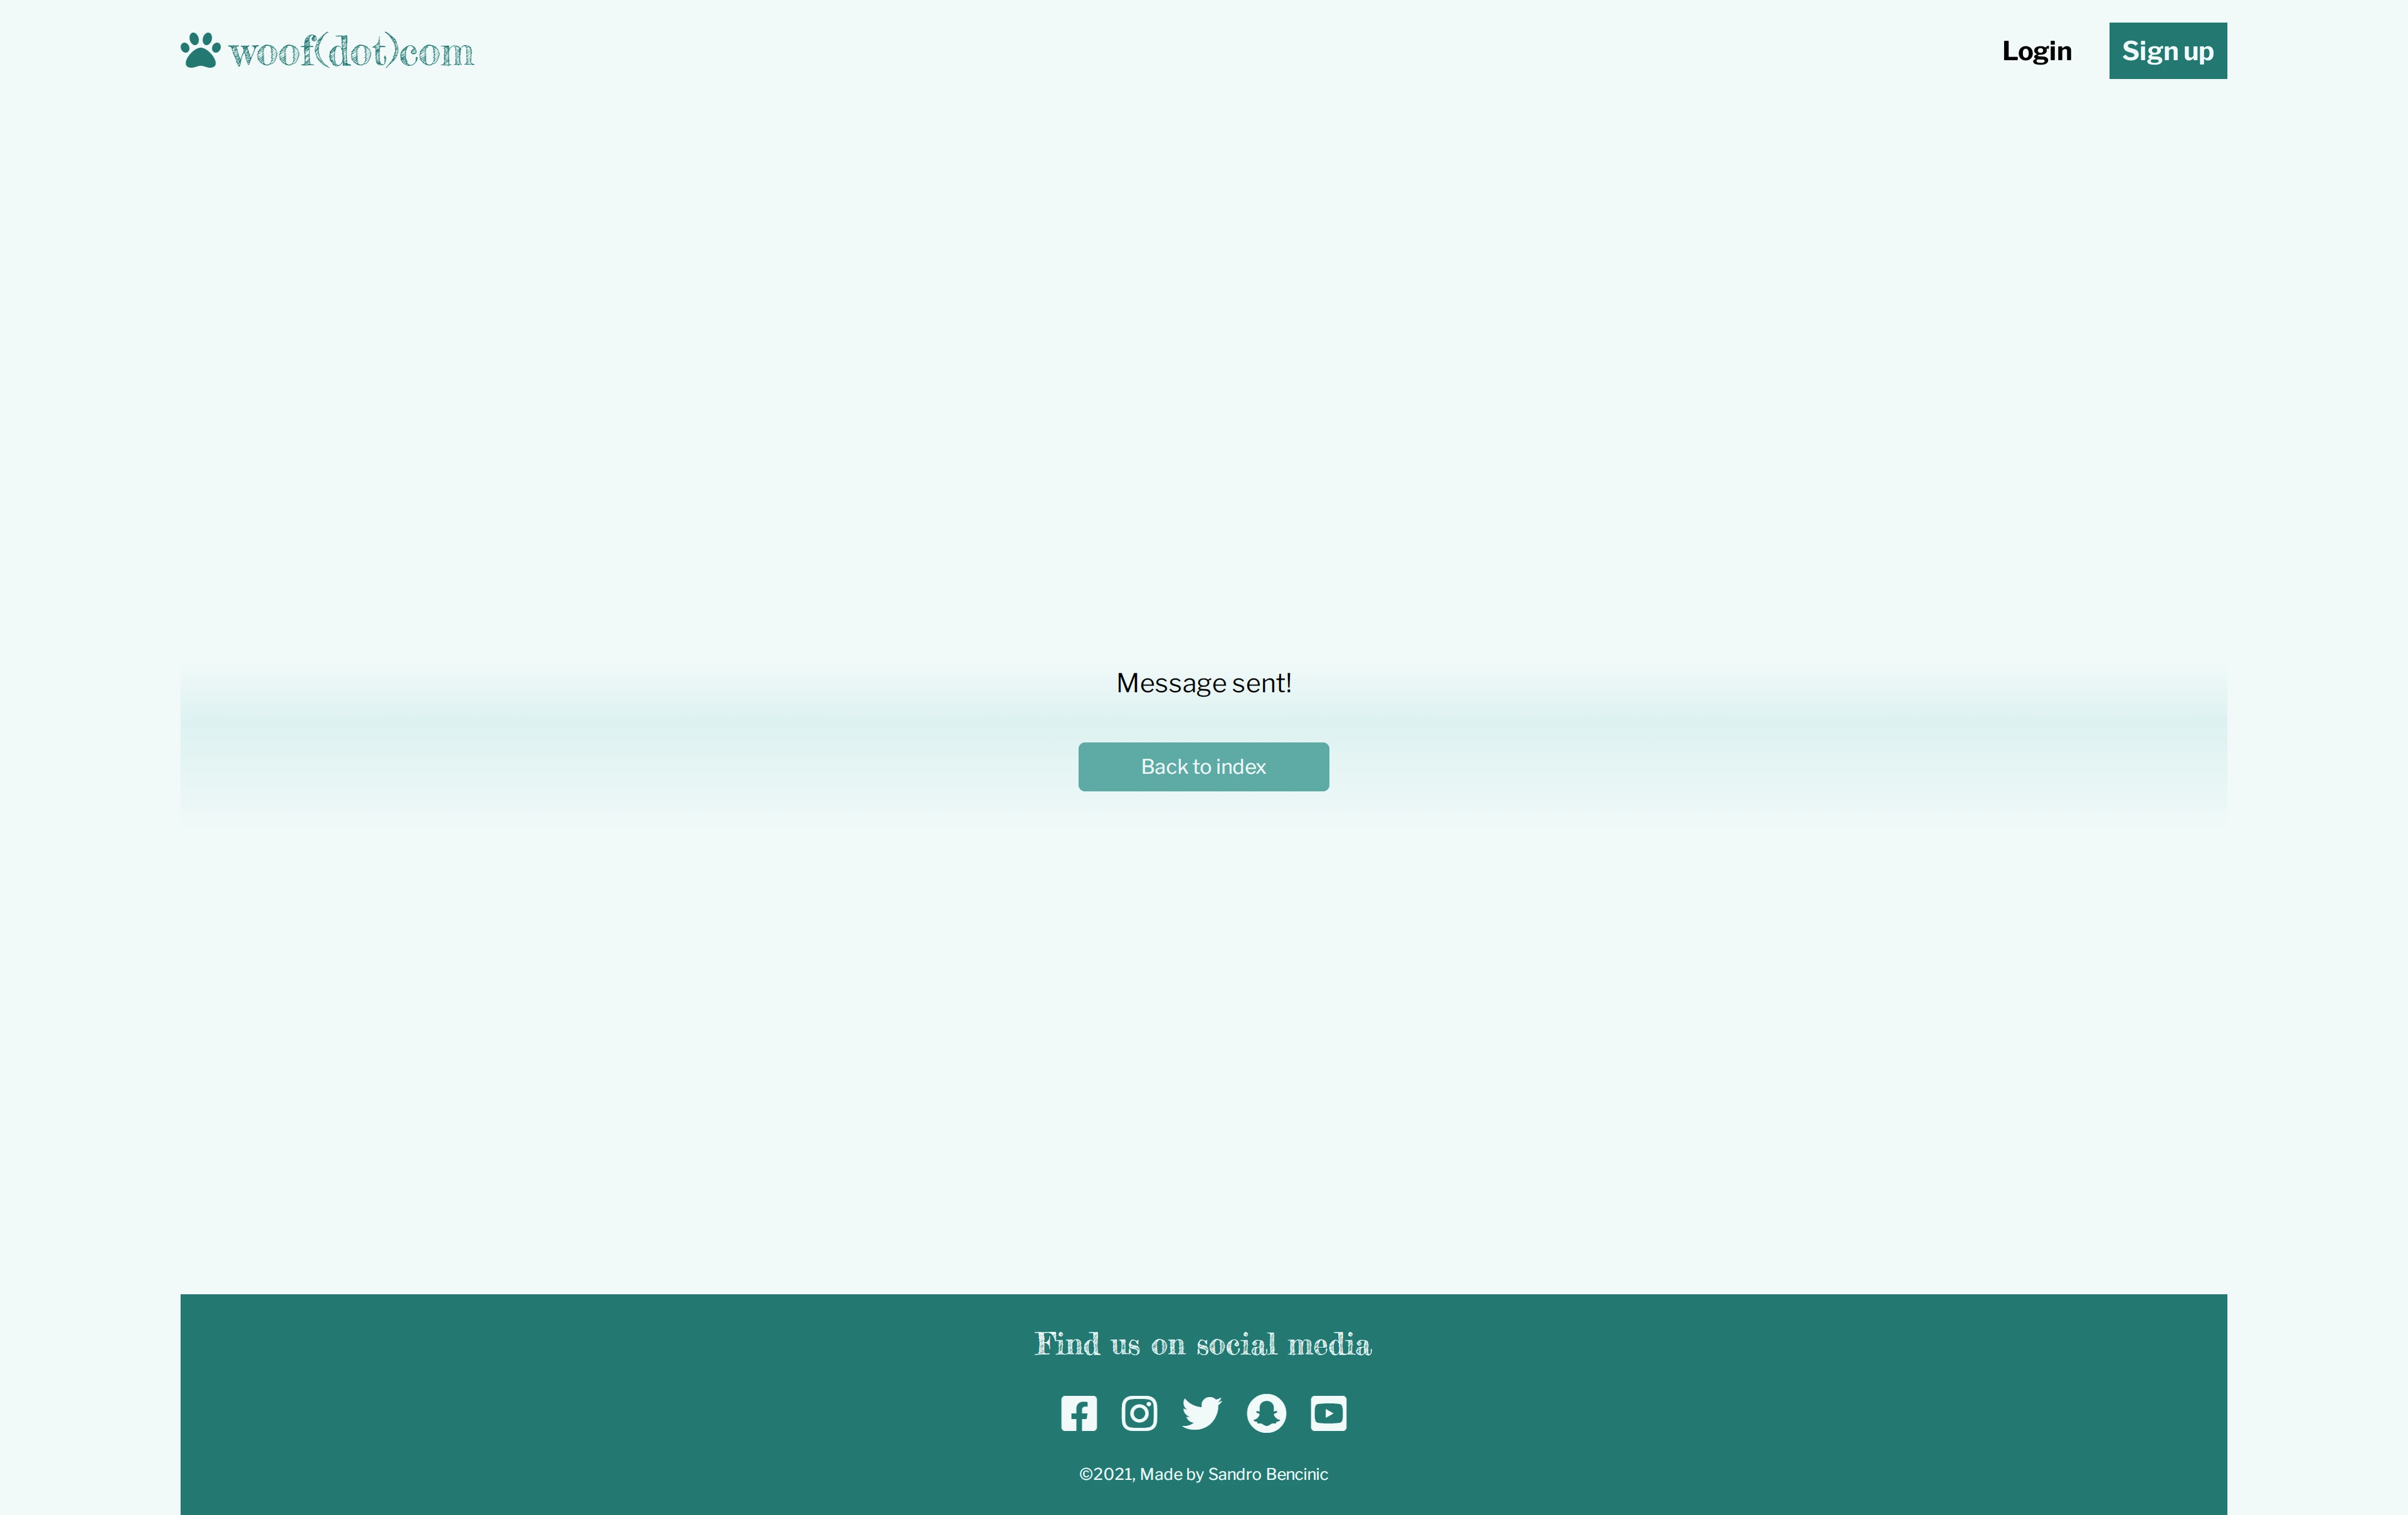 woof(dot)com
Login
Sign up
Message sent!
Back to index
Find us on social media
©2021, Made by Sandro Bencinic